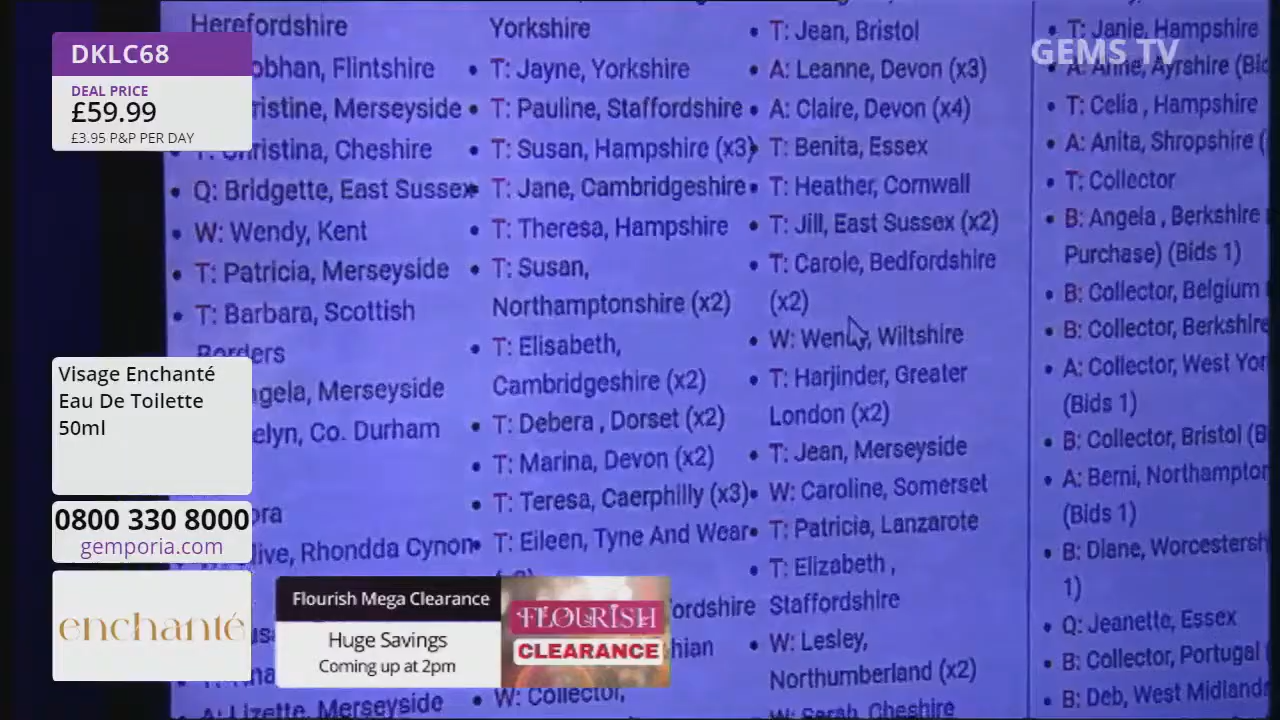 DKLC68
DEAL PRICE
£59.99
£3.95 P&P PER DAY
Visage Enchanté
Eau De Toilette
50ml
0800 330 8000
gemporia.com
enchanté
Flourish Mega Clearance
Huge Savings
Coming up at 2pm
FLOURISH
CLEARANCE
GEMS TV
Herefordshire
Flintshire
Merseyside
Cheshire
• Q: Bridgette, East Sussex
• W: Wendy, Kent
• T: Patricia, Merseyside
• T: Barbara, Scottish
Borders
Merseyside
Co. Durham
Rhondda Cynon
A: Lizette, Merseyside
Yorkshire
• T: Jayne, Yorkshire
• T: Pauline, Staffordshire
• T: Susan, Hampshire (x3)
• T: Jane, Cambridgeshire
• T: Theresa, Hampshire
• T: Susan,
Northamptonshire (x2)
• T: Elisabeth,
Cambridgeshire (x2)
• T: Debera , Dorset (x2)
• T: Marina, Devon (x2)
• T: Teresa, Caerphilly (x3)
• T: Eileen, Tyne And Wear
W: Collector,
• T: Jean, Bristol
• A: Leanne, Devon (x3)
• A: Claire, Devon (x4)
T: Benita, Essex
• T: Heather, Cornwall
• T: Jill, East Sussex (x2)
• T: Carole, Bedfordshire
(x2)
• W: Wendy, Wiltshire
• T: Harjinder, Greater
London (x2)
• T: Jean, Merseyside
• W: Caroline, Somerset
• T: Patricia, Lanzarote
• T: Elizabeth ,
Staffordshire
• W: Lesley,
Northumberland (x2)
W: Sarah, Cheshire
• T: Janie, Hampshire
• A: Anne, Ayrshire
• T: Celia , Hampshire
• A: Anita, Shropshire (
• T: Collector
• B: Angela , Berkshire
Purchase) (Bids 1)
• B: Collector, Belgium
• B: Collector, Berkshire
• A: Collector, West Yor
(Bids 1)
• B: Collector, Bristol (B
• A: Berni, Northampton
(Bids 1)
• B: Diane, Worcestersh
1)
• Q: Jeanette, Essex
• B: Collector, Portugal
• B: Deb, West Midlands